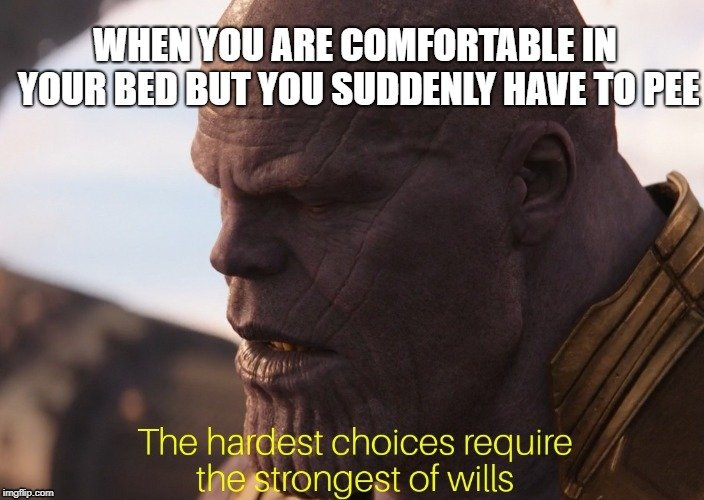 WHEN YOU ARE COMFORTABLE IN
YOUR BED BUT YOU SUDDENLY HAVE TO PEE
The hardest choices require
the strongest of wills
imgflip.com